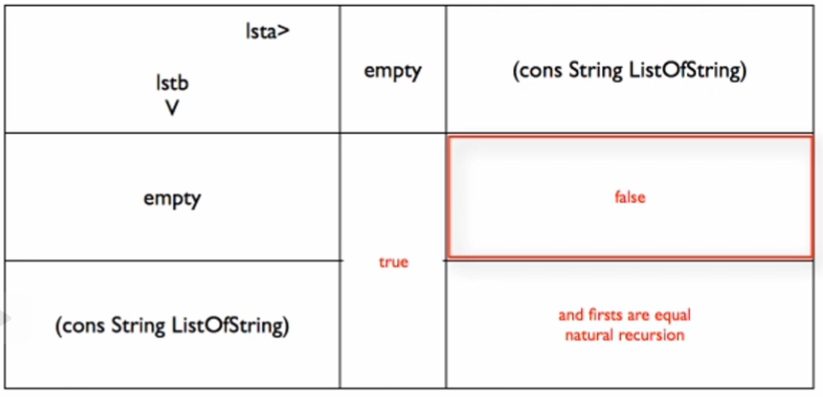 lsta>
lstb
V
empty
(cons String ListOfString)
empty
false
true
(cons String ListOfString)
and firsts are equal
natural recursion